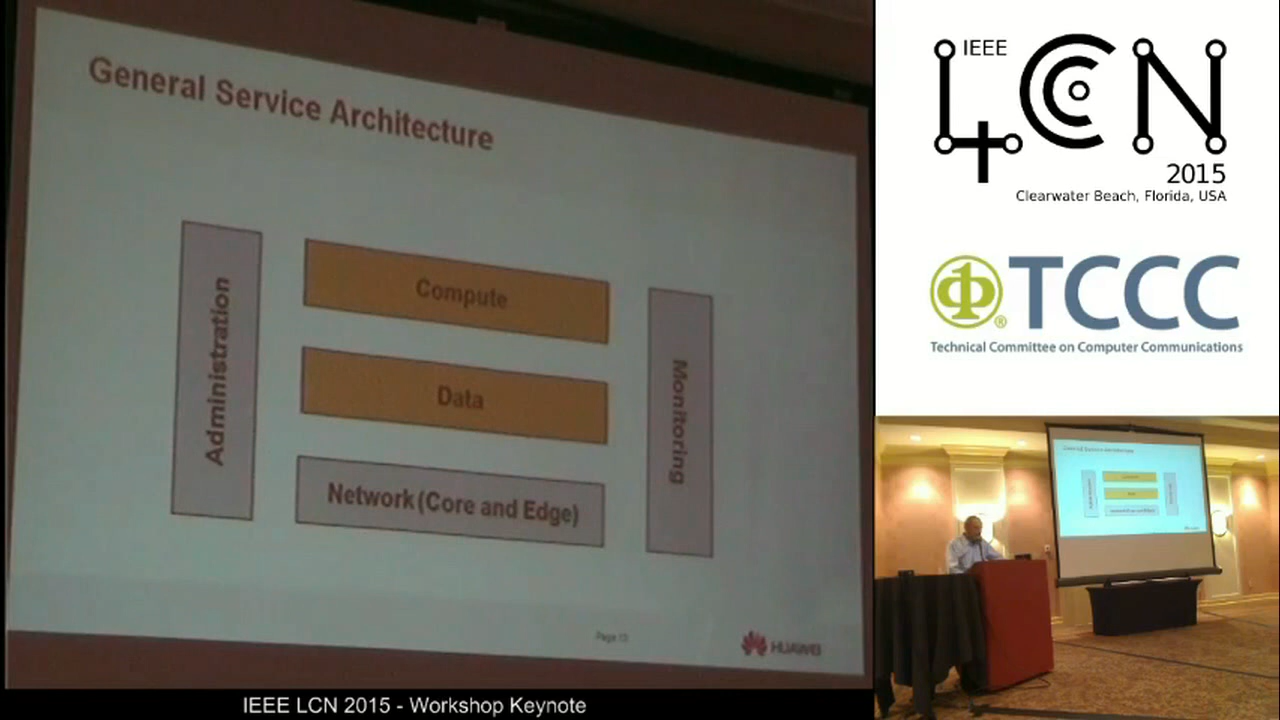 General Service Architecture
Administration
Compute
Data
Network (Core and Edge)
Monitoring
HUAWEI
IEEE LCN 2015 - Workshop Keynote
IEEE
LCN
2015
Clearwater Beach, Florida, USA
TCCC
Technical Committee on Computer Communications